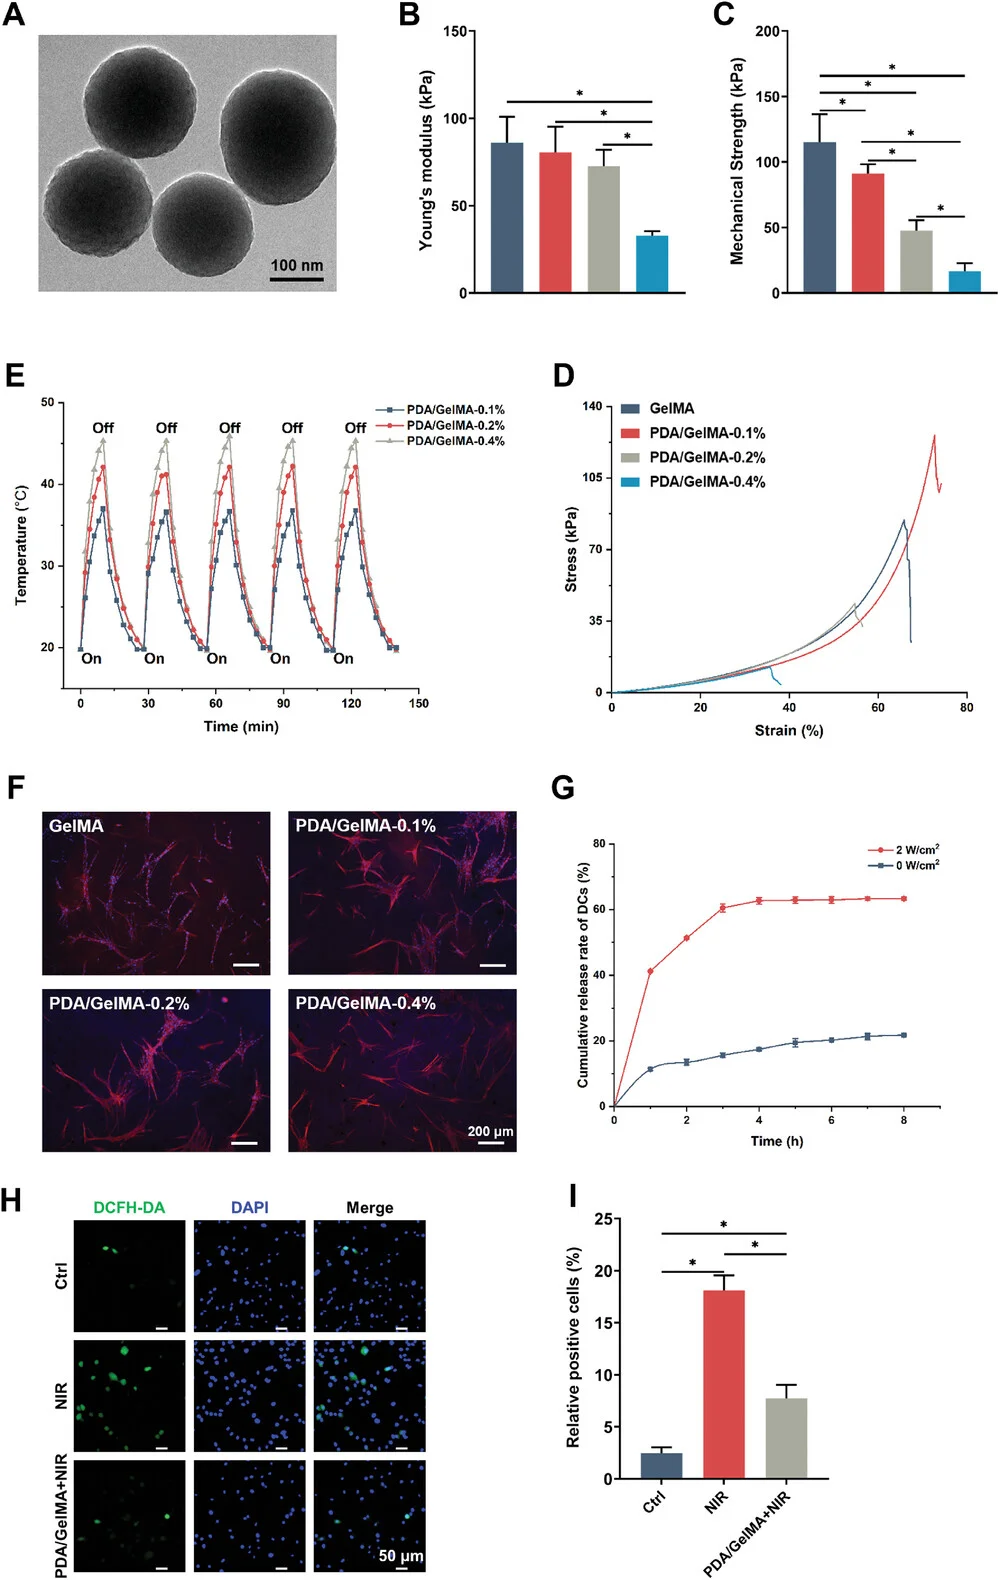 A
100 nm
B
Young's modulus (kPa)
150
100
50
0
*
*
*
C
Mechanical Strength (kPa)
200
150
100
50
0
*
*
*
*
*
*
E
Temperature (°C)
50
40
30
20
Off Off Off Off Off
On On On On On
PDA/GelMA-0.1%
PDA/GelMA-0.2%
PDA/GelMA-0.4%
0 30 60 90 120 150
Time (min)
D
Stress (kPa)
140
105
70
35
0
GelMA
PDA/GelMA-0.1%
PDA/GelMA-0.2%
PDA/GelMA-0.4%
0 20 40 60 80
Strain (%)
F
GelMA
PDA/GelMA-0.1%
PDA/GelMA-0.2%
PDA/GelMA-0.4%
200 μm
G
Cumulative release rate of DCs (%)
80
60
40
20
0
2 W/cm²
0 W/cm²
0 2 4 6 8
Time (h)
H
DCFH-DA DAPI Merge
Ctrl
NIR
PDA/GelMA+NIR
50 μm
I
Relative positive cells (%)
25
20
15
10
5
0
*
*
*
Ctrl
NIR
PDA/GelMA+NIR